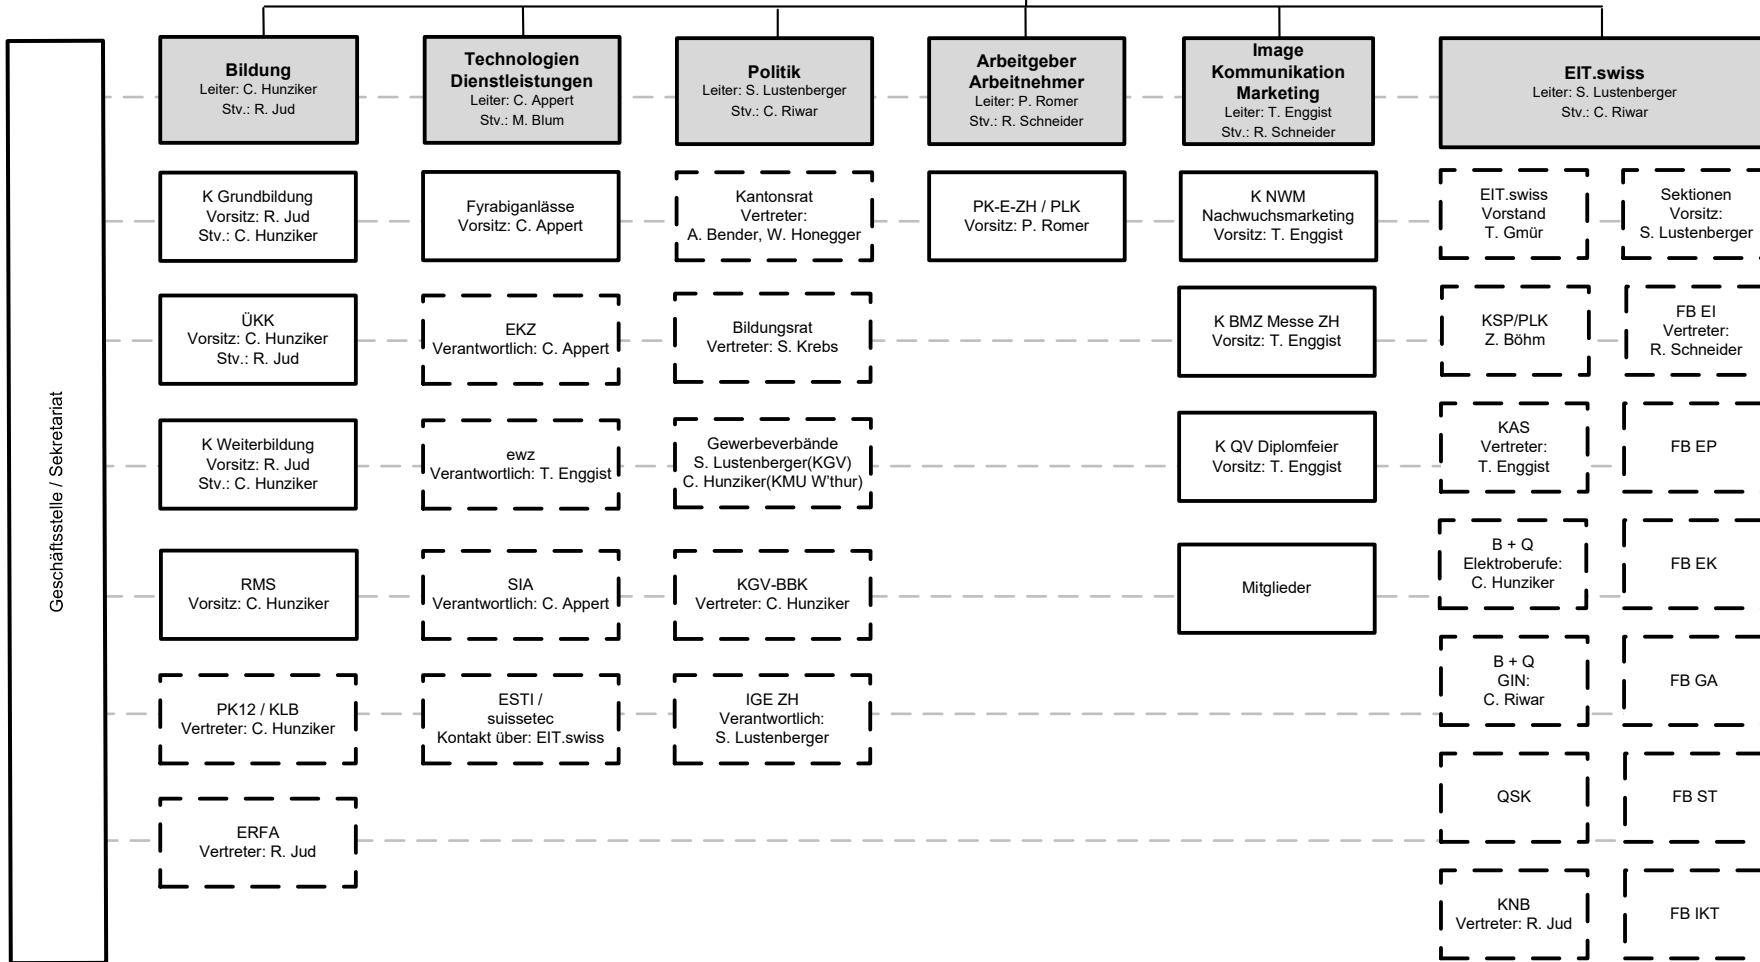 Geschäftsstelle / Sekretariat
Bildung
Leiter: C. Hunziker
Stv.: R. Jud
Technologien
Dienstleistungen
Leiter: C. Appert
Stv.: M. Blum
Politik
Leiter: S. Lustenberger
Stv.: C. Riwar
Arbeitgeber
Arbeitnehmer
Leiter: P. Romer
Stv.: R. Schneider
Image
Kommunikation
Marketing
Leiter: T. Enggist
Stv.: R. Schneider
EIT.swiss
Leiter: S. Lustenberger
Stv.: C. Riwar
K Grundbildung
Vorsitz: R. Jud
Stv.: C. Hunziker
Fyrabiganlässe
Vorsitz: C. Appert
Kantonsrat
Vertreter:
A. Bender, W. Honegger
PK-E-ZH / PLK
Vorsitz: P. Romer
K NWM
Nachwuchsmarketing
Vorsitz: T. Enggist
EIT.swiss
Vorstand
T. Gmür
Sektionen
Vorsitz:
S. Lustenberger
ÜKK
Vorsitz: C. Hunziker
Stv.: R. Jud
EKZ
Verantwortlich: C. Appert
Bildungsrat
Vertreter: S. Krebs
K BMZ Messe ZH
Vorsitz: T. Enggist
KSP/PLK
Z. Böhm
FB EI
Vertreter:
R. Schneider
K Weiterbildung
Vorsitz: R. Jud
Stv.: C. Hunziker
ewz
Verantwortlich: T. Enggist
Gewerbeverbände
S. Lustenberger(KGV)
C. Hunziker(KMU W'thur)
K QV Diplomfeier
Vorsitz: T. Enggist
KAS
Vertreter:
T. Enggist
FB EP
RMS
Vorsitz: C. Hunziker
SIA
Verantwortlich: C. Appert
KGV-BBK
Vertreter: C. Hunziker
Mitglieder
B + Q
Elektroberufe:
C. Hunziker
FB EK
PK12 / KLB
Vertreter: C. Hunziker
ESTI /
suissetec
Kontakt über: EIT.swiss
IGE ZH
Verantwortlich:
S. Lustenberger
B + Q
GIN:
C. Riwar
FB GA
ERFA
Vertreter: R. Jud
QSK
FB ST
KNB
Vertreter: R. Jud
FB IKT